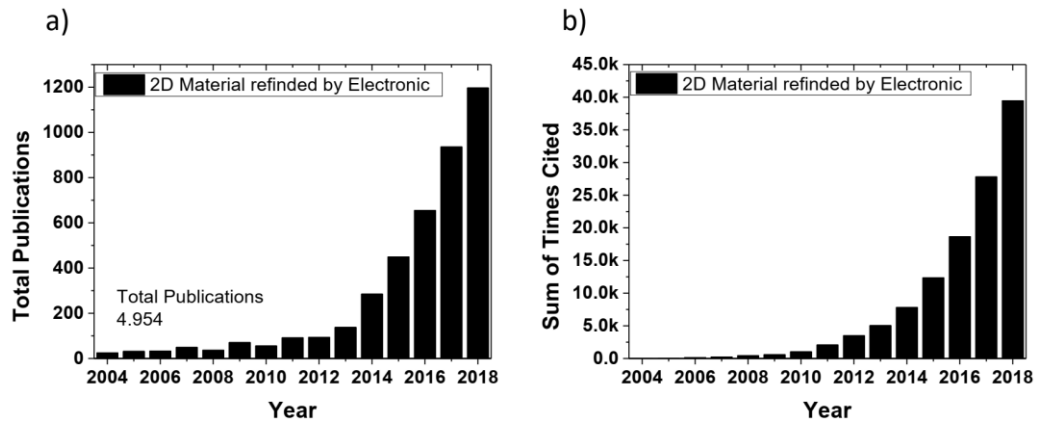 a)
2D Material refinded by Electronic
1200
1000
800
600
400
200
0
Total Publications
Total Publications
4.954
2004 2006 2008 2010 2012 2014 2016 2018
Year
b)
2D Material refinded by Electronic
45.0k
40.0k
35.0k
30.0k
25.0k
20.0k
15.0k
10.0k
5.0k
0.0
Sum of Times Cited
2004 2006 2008 2010 2012 2014 2016 2018
Year